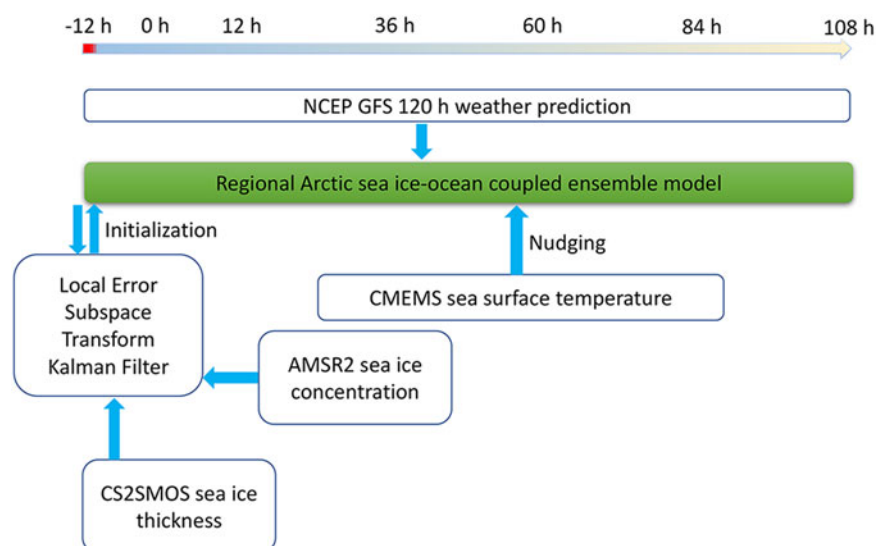 -12 h 0 h 12 h 36 h 60 h 84 h 108 h
NCEP GFS 120 h weather prediction
Regional Arctic sea ice-ocean coupled ensemble model
Initialization
Nudging
Local Error
Subspace
Transform
Kalman Filter
CMEMS sea surface temperature
AMSR2 sea ice
concentration
CS2SMOS sea ice
thickness